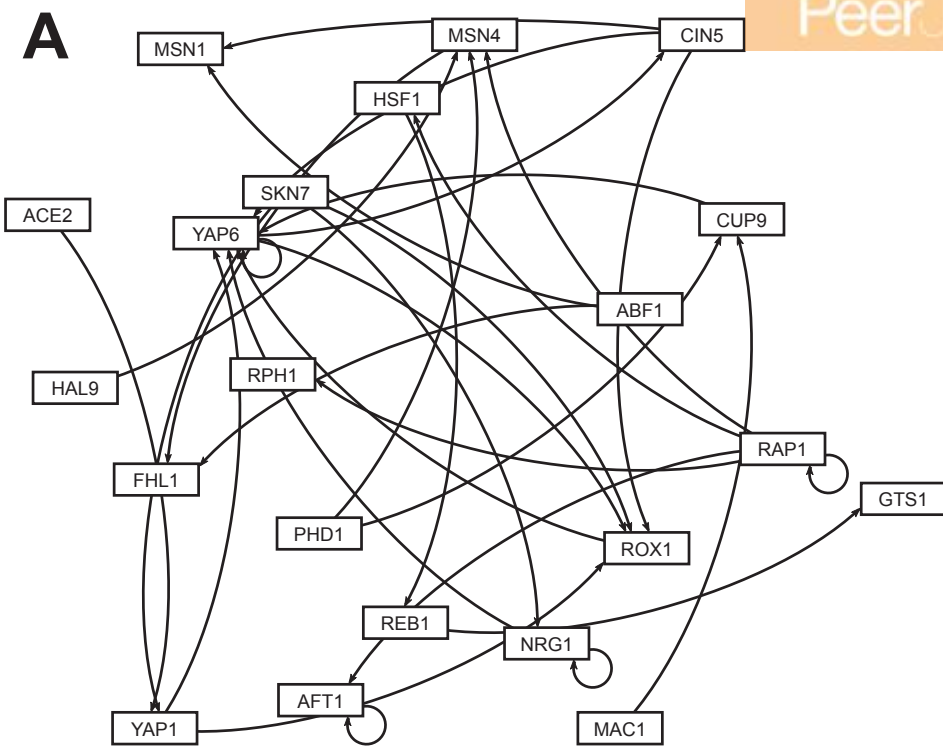 A
Peer
MSN1
MSN4
CIN5
HSF1
SKN7
ACE2
YAP6
CUP9
ABF1
RPH1
HAL9
RAP1
FHL1
GTS1
PHD1
ROX1
REB1
NRG1
AFT1
YAP1
MAC1